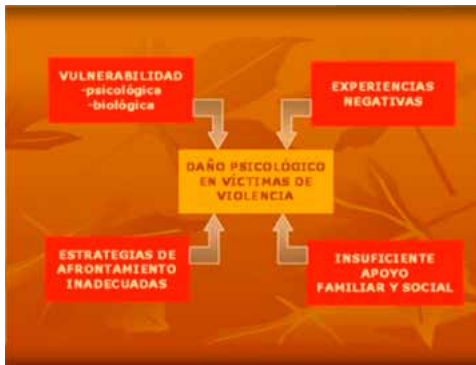 VULNERABILIDAD
-psicológica
-biológica
EXPERIENCIAS
NEGATIVAS
DAÑO PSICOLÓGICO
EN VÍCTIMAS DE
VIOLENCIA
ESTRATEGIAS DE
AFRONTAMIENTO
INADECUADAS
INSUFICIENTE
APOYO
FAMILIAR Y SOCIAL